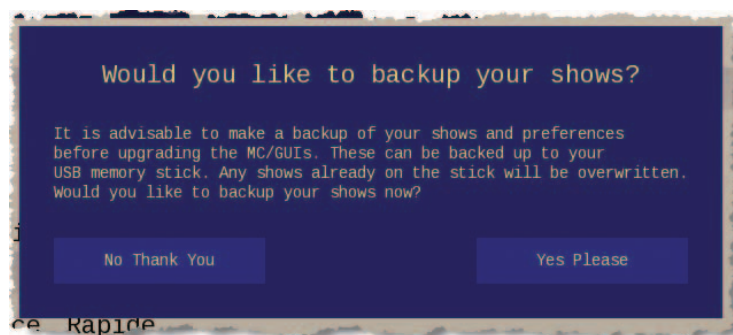 Would you like to backup your shows?
It is advisable to make a backup of your shows and preferences
before upgrading the MC/GUIs. These can be backed up to your
USB memory stick. Any shows already on the stick will be overwritten.
Would you like to backup your shows now?
No Thank You
Yes Please
ce Rapide